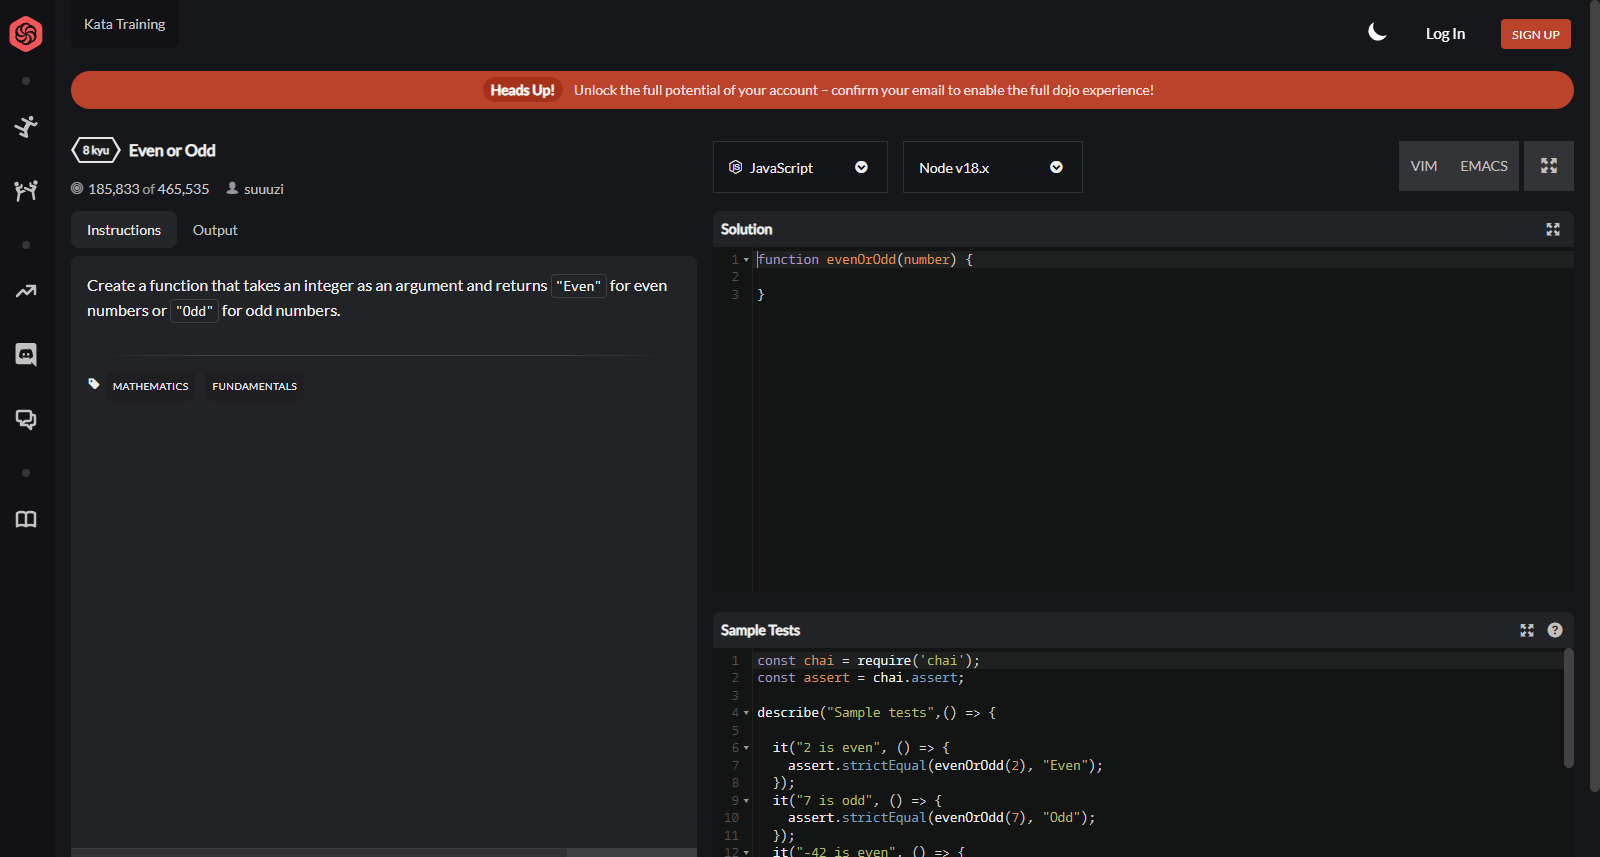 Kata Training
Log In
SIGN UP
Heads Up! Unlock the full potential of your account – confirm your email to enable the full dojo experience!
8 kyu Even or Odd
185,833 of 465,535 suuuzi
Instructions Output
Create a function that takes an integer as an argument and returns "Even" for even
numbers or "Odd" for odd numbers.
MATHEMATICS FUNDAMENTALS
JavaScript
Node v18.x
VIM EMACS
Solution
1 function evenOrOdd(number) {
2
3 }
Sample Tests
1 const chai = require('chai');
2 const assert = chai.assert;
3
4 describe("Sample tests",() => {
5
6 it("2 is even", () => {
7 assert.strictEqual(evenOrOdd(2), "Even");
8 });
9 it("7 is odd", () => {
10 assert.strictEqual(evenOrOdd(7), "Odd");
11 });
12 it("-42 is even", () => {